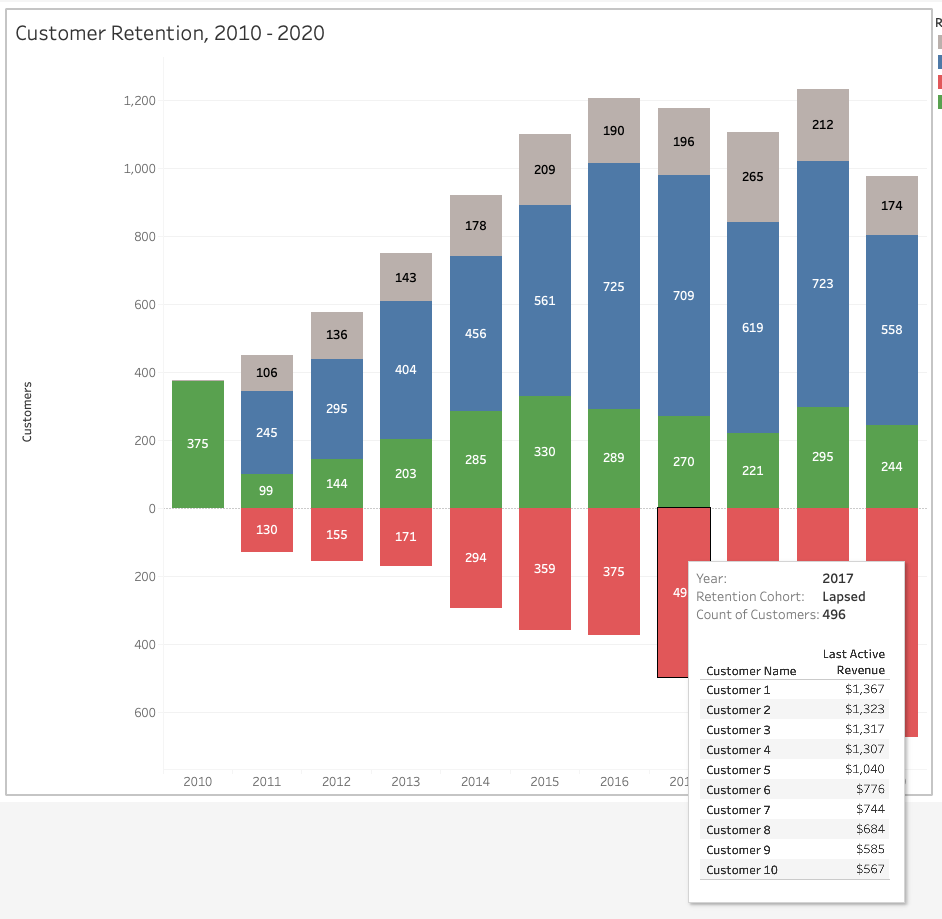 Customer Retention, 2010 - 2020
R
1,200
1,000
800
600
400
200
0
200
400
600
Customers
375
106
245
99
130
136
295
144
155
143
404
203
171
178
456
285
294
209
561
330
359
190
725
289
375
196
709
270
49
265
619
221
212
723
295
174
558
244
2010 2011 2012 2013 2014 2015 2016 201
Year: 2017
Retention Cohort: Lapsed
Count of Customers: 496
Last Active
Customer Name Revenue
Customer 1 $1,367
Customer 2 $1,323
Customer 3 $1,317
Customer 4 $1,307
Customer 5 $1,040
Customer 6 $776
Customer 7 $744
Customer 8 $684
Customer 9 $585
Customer 10 $567